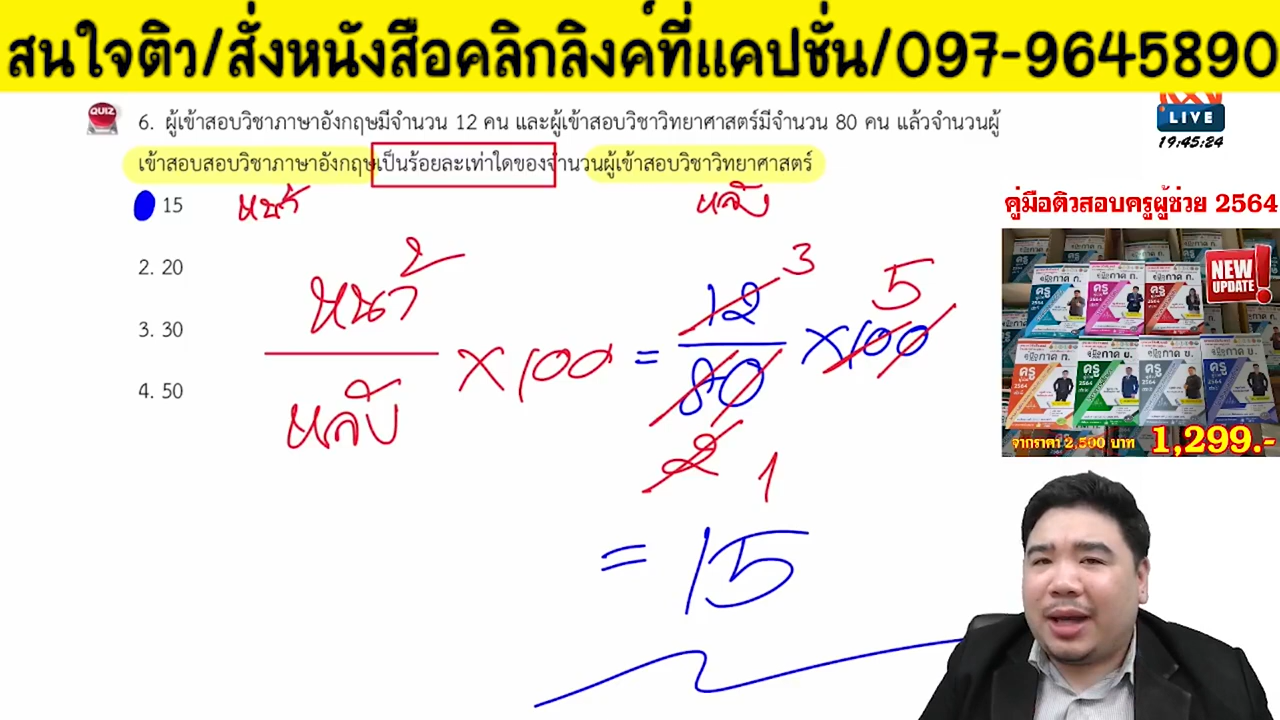 สนใจติว/สั่งหนังสือคลิกลิงค์ที่แคปชั่น/097-9645890
QUIZ
6. ผู้เข้าสอบวิชาภาษาอังกฤษมีจำนวน 12 คน และผู้เข้าสอบวิชาวิทยาศาสตร์มีจำนวน 80 คน แล้วจำนวนผู้
เข้าสอบสอบวิชาภาษาอังกฤษเป็นร้อยละเท่าใดของจำนวนผู้เข้าสอบวิชาวิทยาศาสตร์
LIVE
19:45:24
15
หน้า
หลัง
2. 20
3. 30
4. 50
หน้า
หลัง
×100 =
12
80
×100
3
5
2
1
= 15
คู่มือติวสอบครูผู้ช่วย 2564
NEW
UPDATE!
จากราคา 2,500 บาท 1,299.-